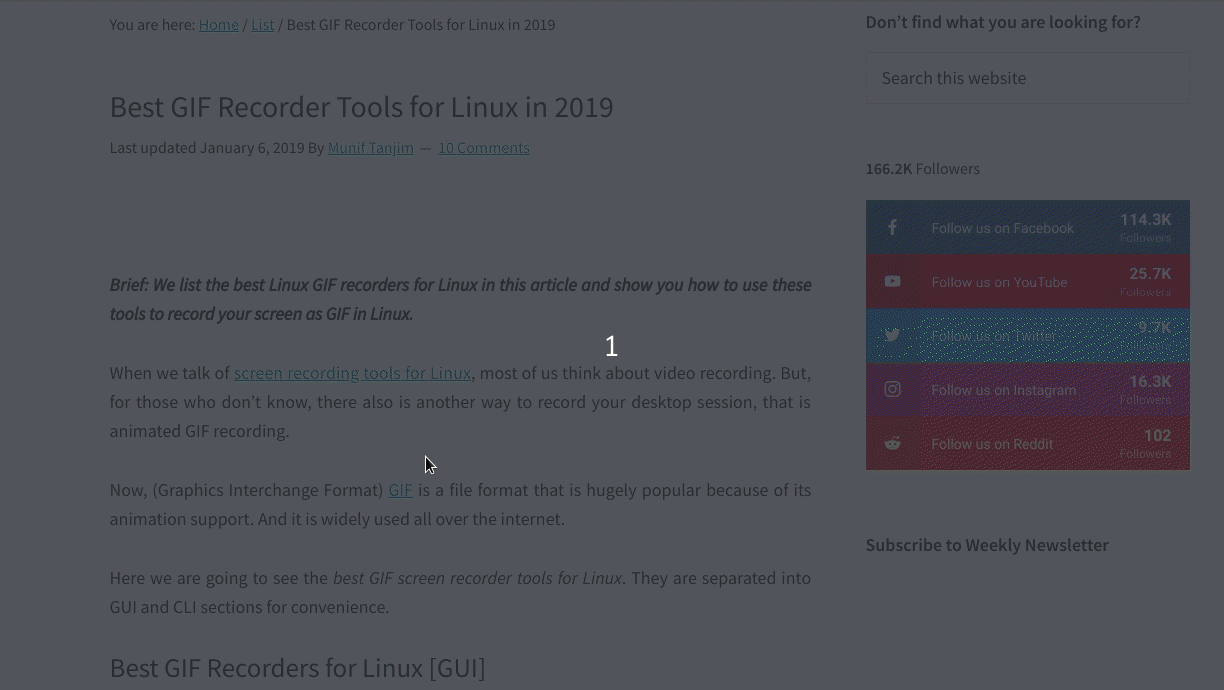 You are here: Home / List / Best GIF Recorder Tools for Linux in 2019
Best GIF Recorder Tools for Linux in 2019
Last updated January 6, 2019 By Munif Tanjim — 10 Comments
Brief: We list the best Linux GIF recorders for Linux in this article and show you how to use these
tools to record your screen as GIF in Linux.
1
When we talk of screen recording tools for Linux, most of us think about video recording. But,
for those who don’t know, there also is another way to record your desktop session, that is
animated GIF recording.
Now, (Graphics Interchange Format) GIF is a file format that is hugely popular because of its
animation support. And it is widely used all over the internet.
Here we are going to see the best GIF screen recorder tools for Linux. They are separated into
GUI and CLI sections for convenience.
Best GIF Recorders for Linux [GUI]
Don’t find what you are looking for?
Search this website
166.2K Followers
Follow us on Facebook 114.3K
Followers
Follow us on YouTube 25.7K
Followers
Follow us on Twitter 9.7K
Followers
Follow us on Instagram 16.3K
Followers
Follow us on Reddit 102
Followers
Subscribe to Weekly Newsletter